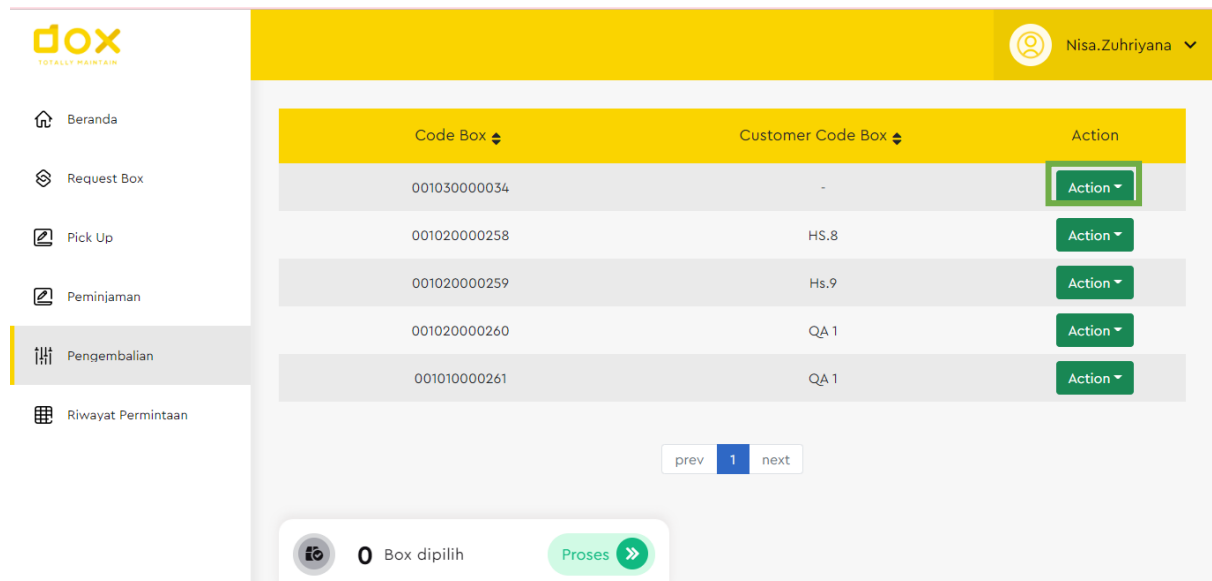 dox
TOTALLY MAINTAIN
Nisa.Zuhriyana
Beranda
Request Box
Pick Up
Peminjaman
Pengembalian
Riwayat Permintaan
Code Box Customer Code Box Action
001030000034 - Action
001020000258 HS.8 Action
001020000259 Hs.9 Action
001020000260 QA 1 Action
001010000261 QA 1 Action
prev 1 next
0 Box dipilih Proses